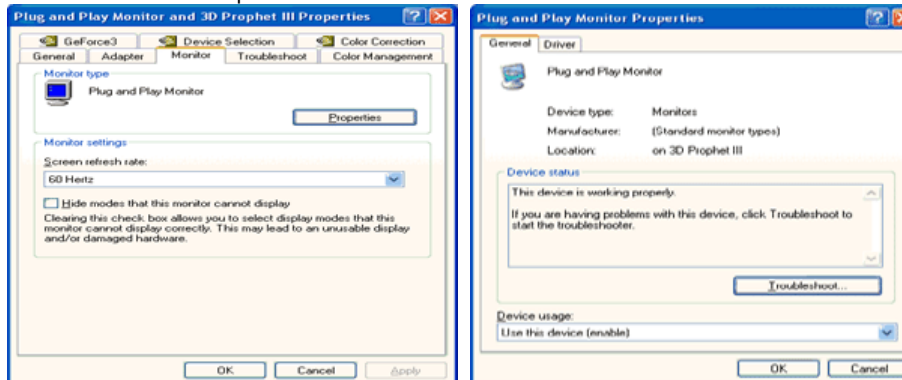 Plug and Play Monitor and 3D Prophet III Properties
GeForce3 Device Selection Color Correction
General Adapter Monitor Troubleshoot Color Management
Monitor type
Plug and Play Monitor
Properties
Monitor settings
Screen refresh rate:
60 Hertz
Hide modes that this monitor cannot display
Clearing this check box allows you to select display modes that this
monitor cannot display correctly. This may lead to an unusable display
and/or damaged hardware.
OK Cancel Apply
Plug and Play Monitor Properties
General Driver
Plug and Play Monitor
Device type: Monitors
Manufacturer: (Standard monitor types)
Location: on 3D Prophet III
Device status
This device is working properly.
If you are having problems with this device, click Troubleshoot to
start the troubleshooter.
Troubleshoot...
Device usage:
Use this device (enable)
OK Cancel